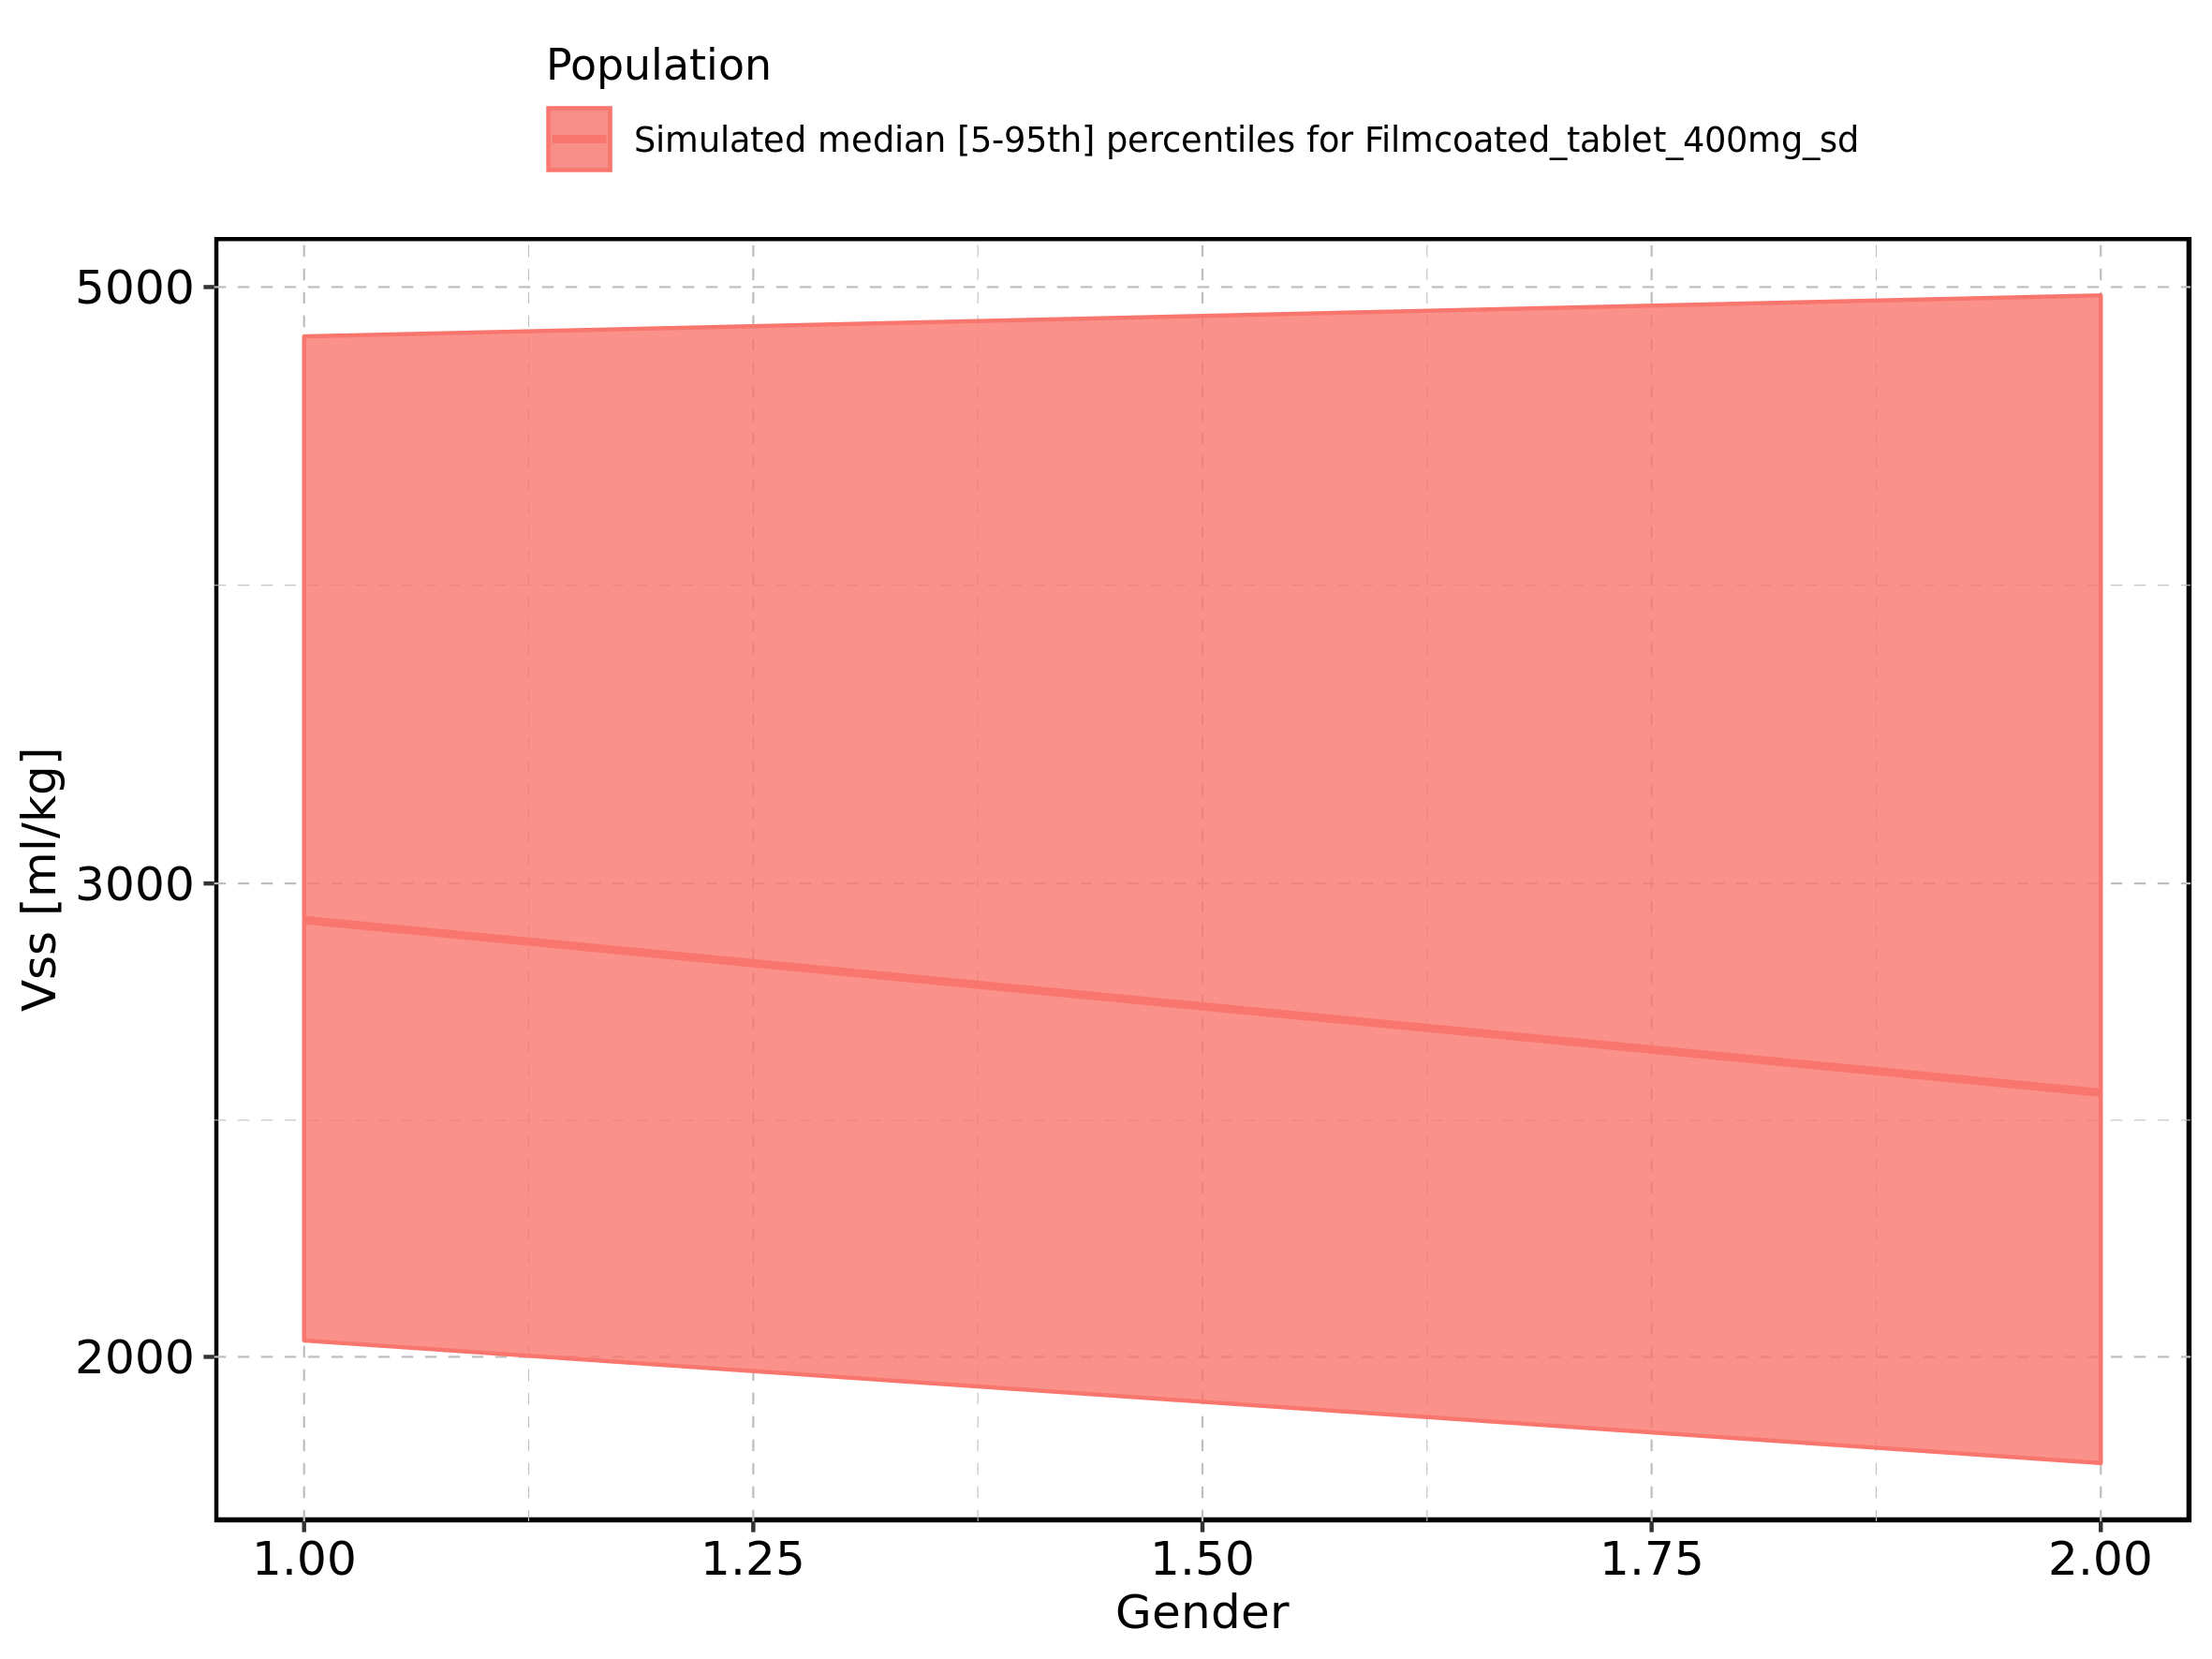 Population
Simulated median [5-95th] percentiles for Filmcoated_tablet_400mg_sd
5000
3000
2000
Vss [ml/kg]
1.00 1.25 1.50 1.75 2.00
Gender